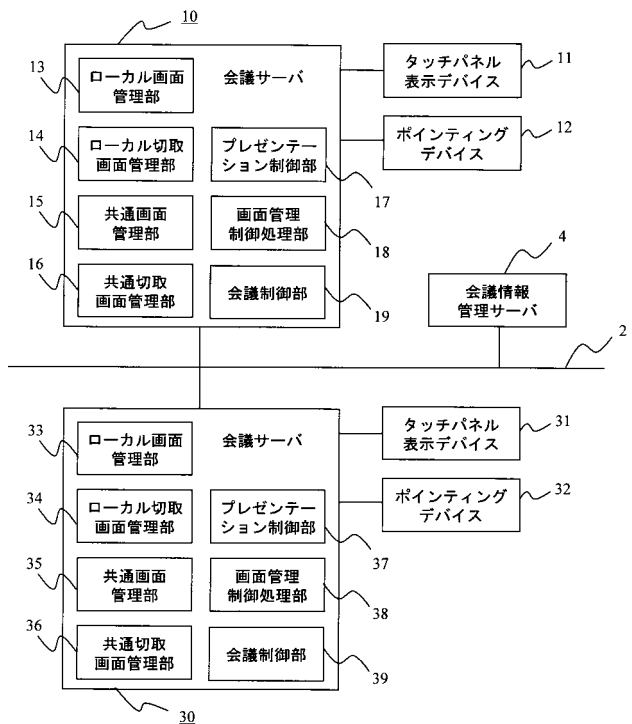 10
13
ローカル画面
管理部
会議サーバ
タッチパネル
表示デバイス
11
14
ローカル切取
画面管理部
プレゼンテー
ション制御部
17
ポインティング
デバイス
12
15
共通画面
管理部
画面管理
制御処理部
18
16
共通切取
画面管理部
会議制御部
19
4
会議情報
管理サーバ
2
33
ローカル画面
管理部
会議サーバ
タッチパネル
表示デバイス
31
34
ローカル切取
画面管理部
プレゼンテー
ション制御部
37
ポインティング
デバイス
32
35
共通画面
管理部
画面管理
制御処理部
38
36
共通切取
画面管理部
会議制御部
39
30